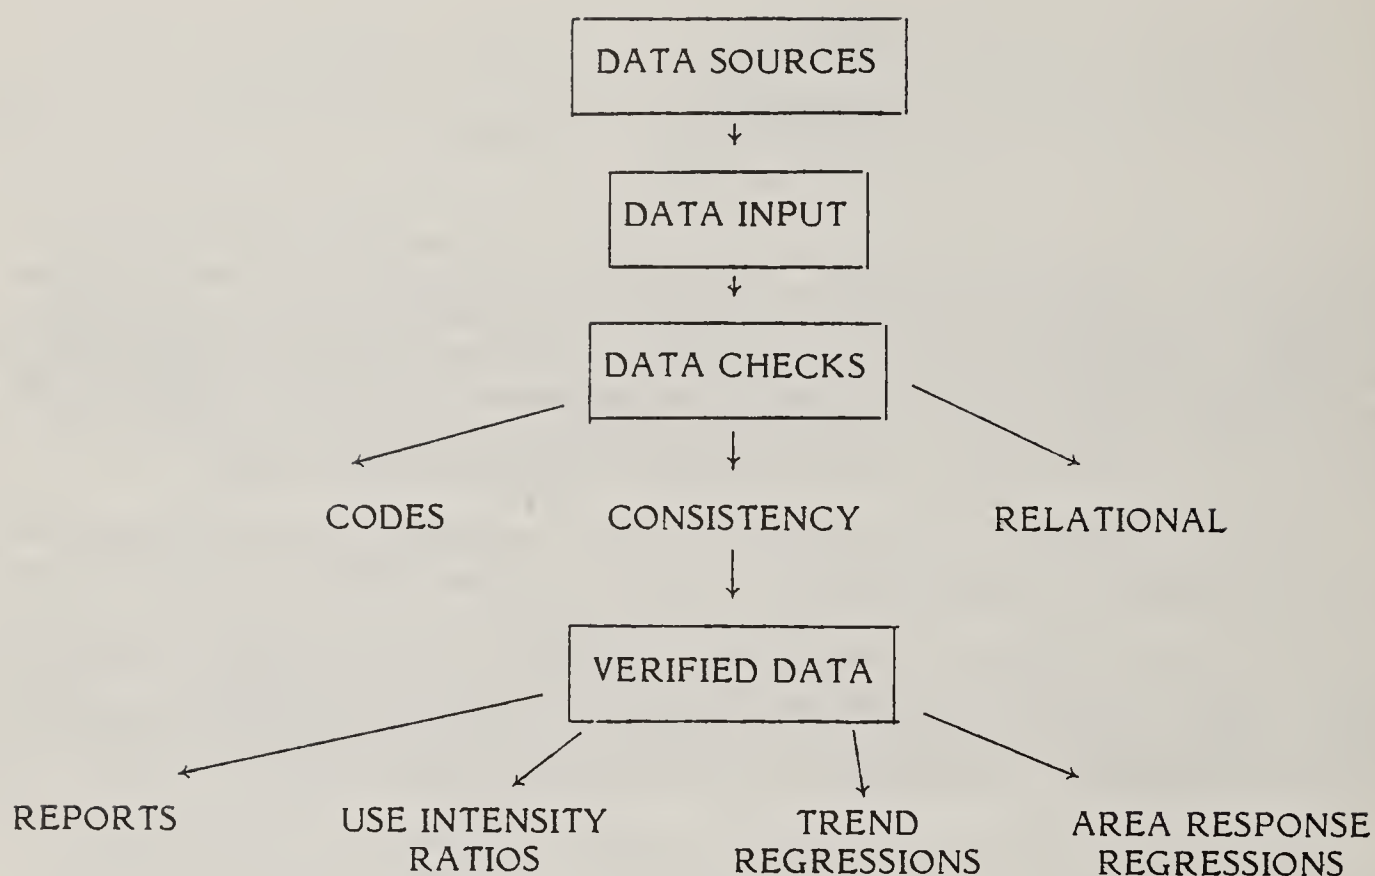 DATA SOURCES
DATA INPUT
DATA CHECKS
CODES
CONSISTENCY
RELATIONAL
VERIFIED DATA
REPORTS
USE INTENSITY
RATIOS
TREND
REGRESSIONS
AREA RESPONSE
REGRESSIONS